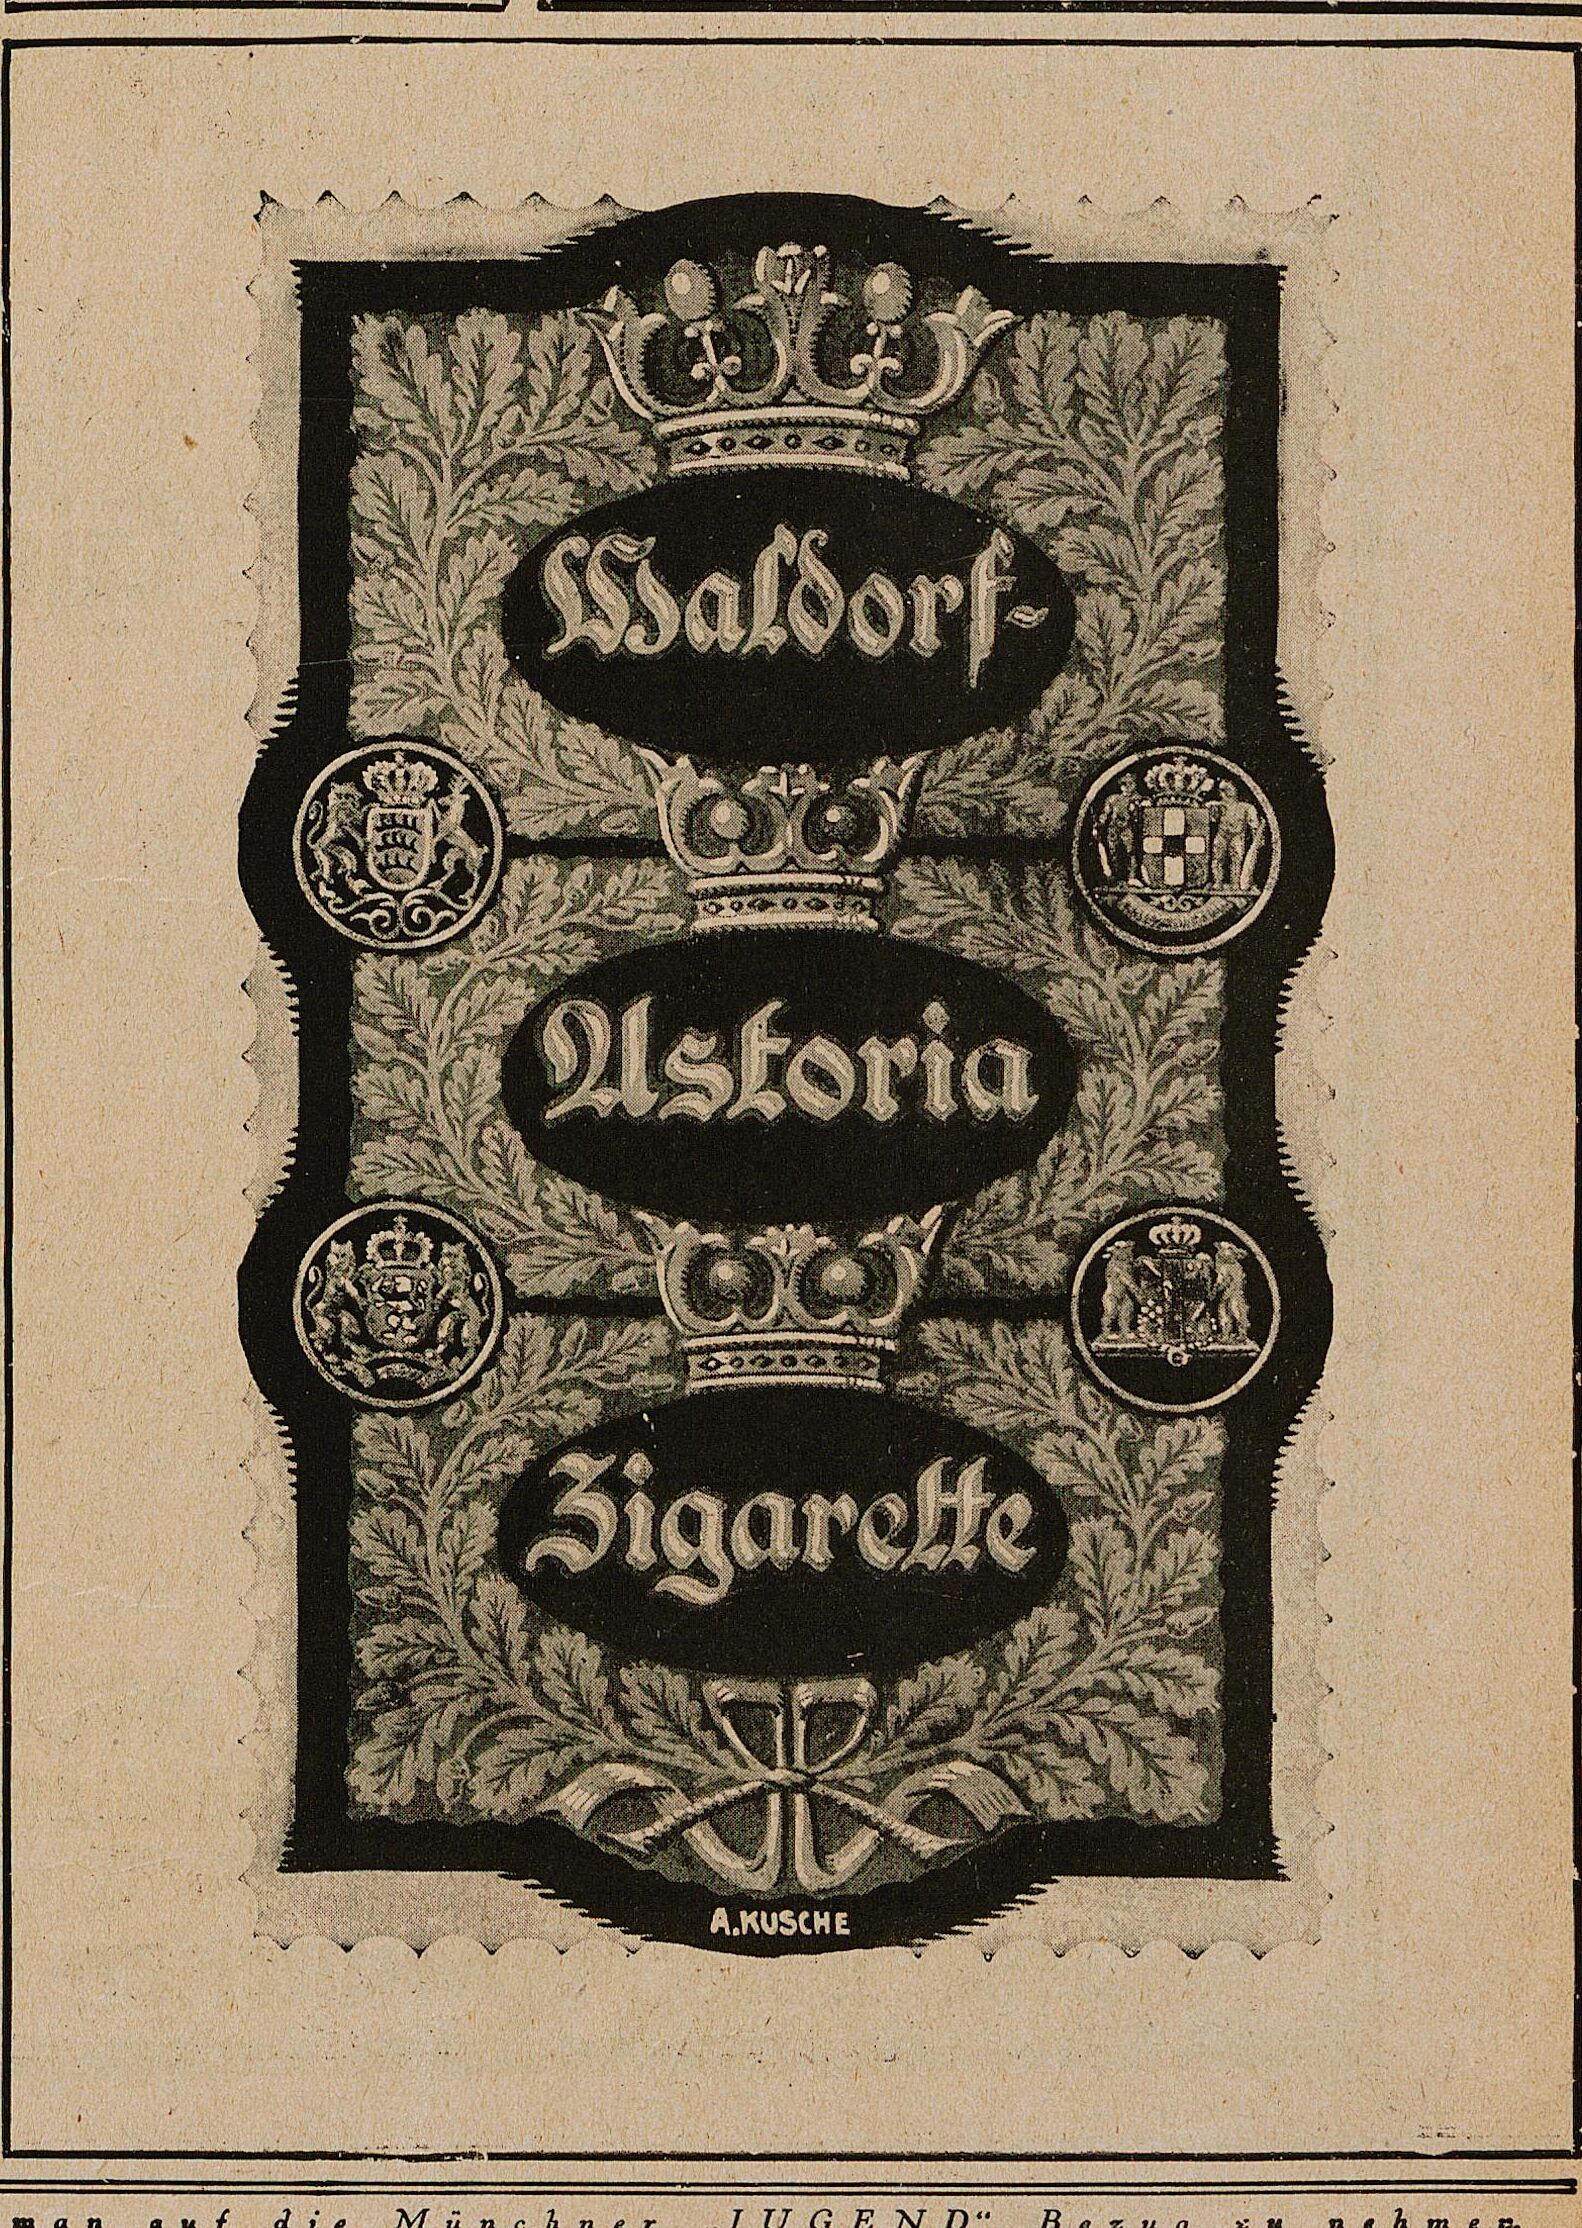 Waldorf-
Astoria
Zigarette
A. KUSCHE
man auf die Münchner „JUGEND“ Bezug zu nehmen.